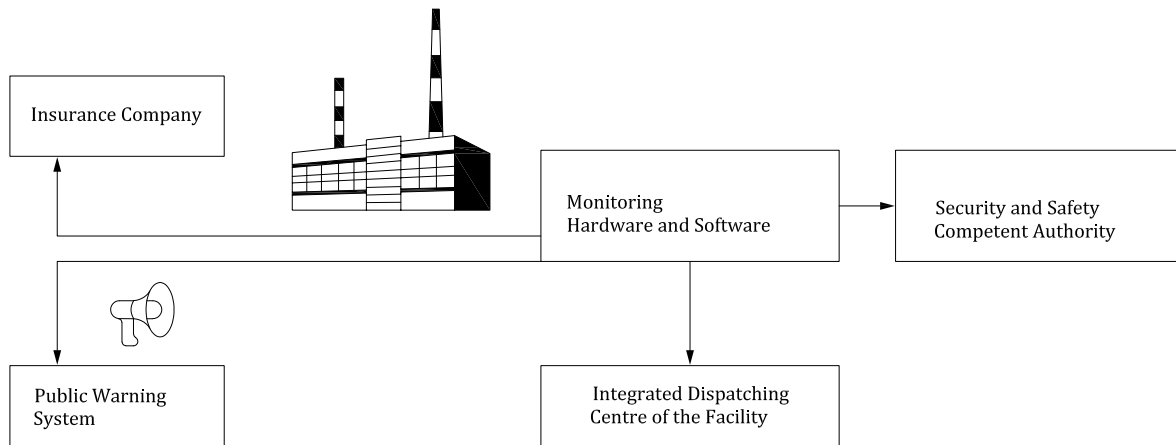 Insurance Company
Monitoring
Hardware and Software
Security and Safety
Competent Authority
Public Warning
System
Integrated Dispatching
Centre of the Facility